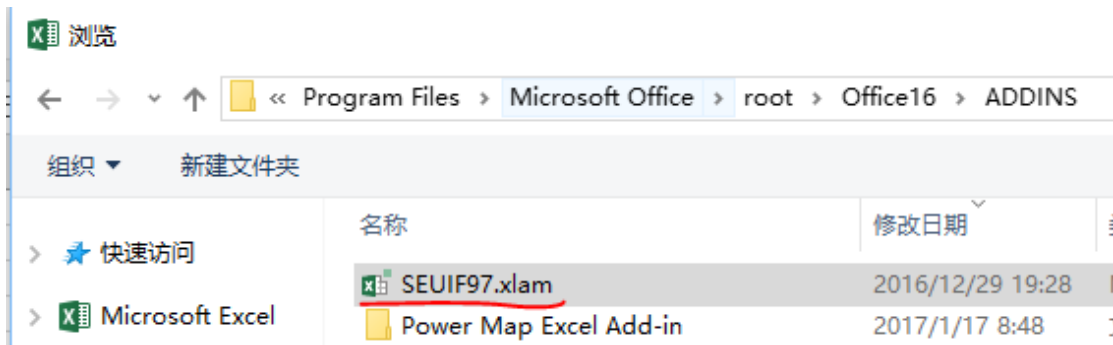 浏览
« Program Files > Microsoft Office > root > Office16 > ADDINS
组织 新建文件夹
名称 修改日期
快速访问
SEUIF97.xlam 2016/12/29 19:28
Microsoft Excel
Power Map Excel Add-in 2017/1/17 8:48